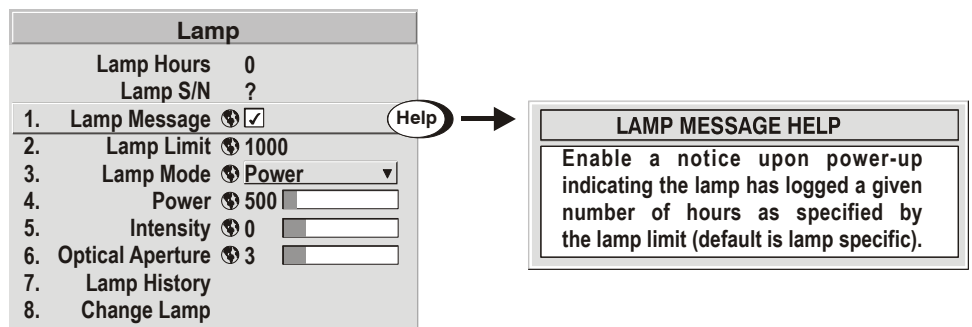 Lamp
Lamp Hours 0
Lamp S/N ?
1. Lamp Message
2. Lamp Limit 1000
3. Lamp Mode Power
4. Power 500
5. Intensity 0
6. Optical Aperture 3
7. Lamp History
8. Change Lamp
Help
LAMP MESSAGE HELP
Enable a notice upon power-up
indicating the lamp has logged a given
number of hours as specified by
the lamp limit (default is lamp specific).